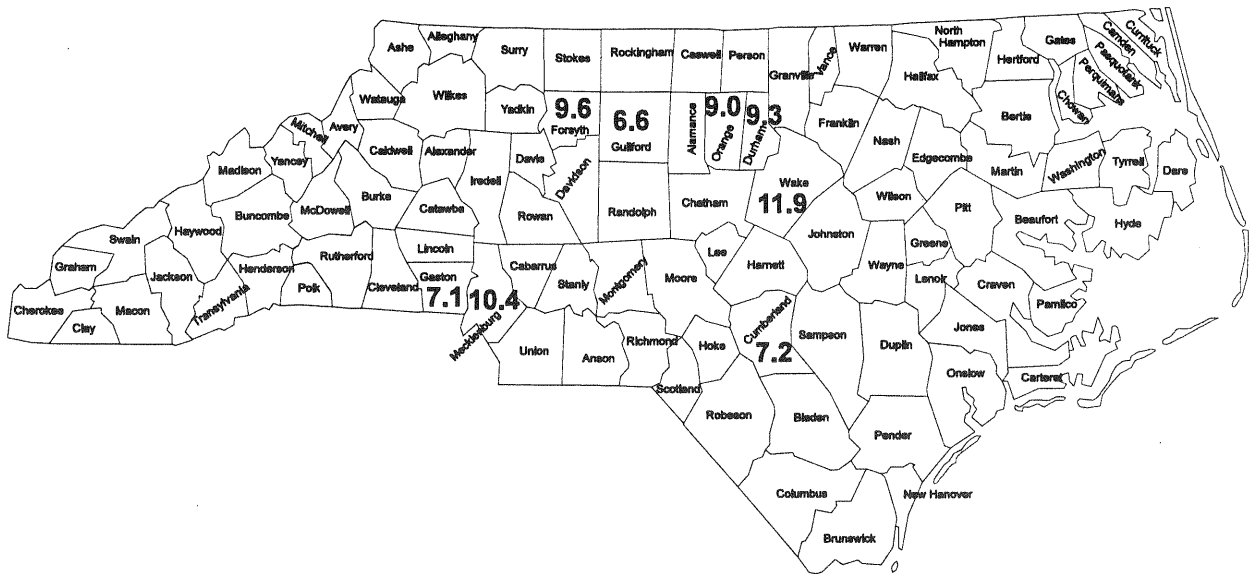 Ashe
Alleghany
Surry
Stokes
Rockingham
Caswell
Person
Granville
Vance
Warren
North
Hampton
Halifax
Hertford
Gates
Currituck
Camden
Pasquotank
Perquimans
Chowan
Bertie
Watauga
Wilkes
Yadkin
9.6
Forsyth
6.6
Guilford
Alamance
9.0
Orange
9.3
Durham
Franklin
Nash
Edgecombe
Martin
Washington
Tyrrell
Dare
Mitchell
Avery
Caldwell
Alexander
Iredell
Davie
Davidson
Madison
Yancey
Burke
McDowell
Buncombe
Catawba
Rowan
Randolph
Chatham
Wake
11.9
Wilson
Pitt
Beaufort
Hyde
Johnston
Greene
Wayne
Lenoir
Craven
Pamlico
Swain
Haywood
Graham
Jackson
Cherokee
Macon
Clay
Transylvania
Henderson
Polk
Rutherford
Cleveland
Lincoln
Gaston
7.1
10.4
Mecklenburg
Cabarrus
Stanly
Montgomery
Moore
Lee
Harnett
Cumberland
7.2
Sampson
Duplin
Jones
Onslow
Carteret
Union
Anson
Richmond
Hoke
Scotland
Robeson
Bladen
Pender
Columbus
New Hanover
Brunswick